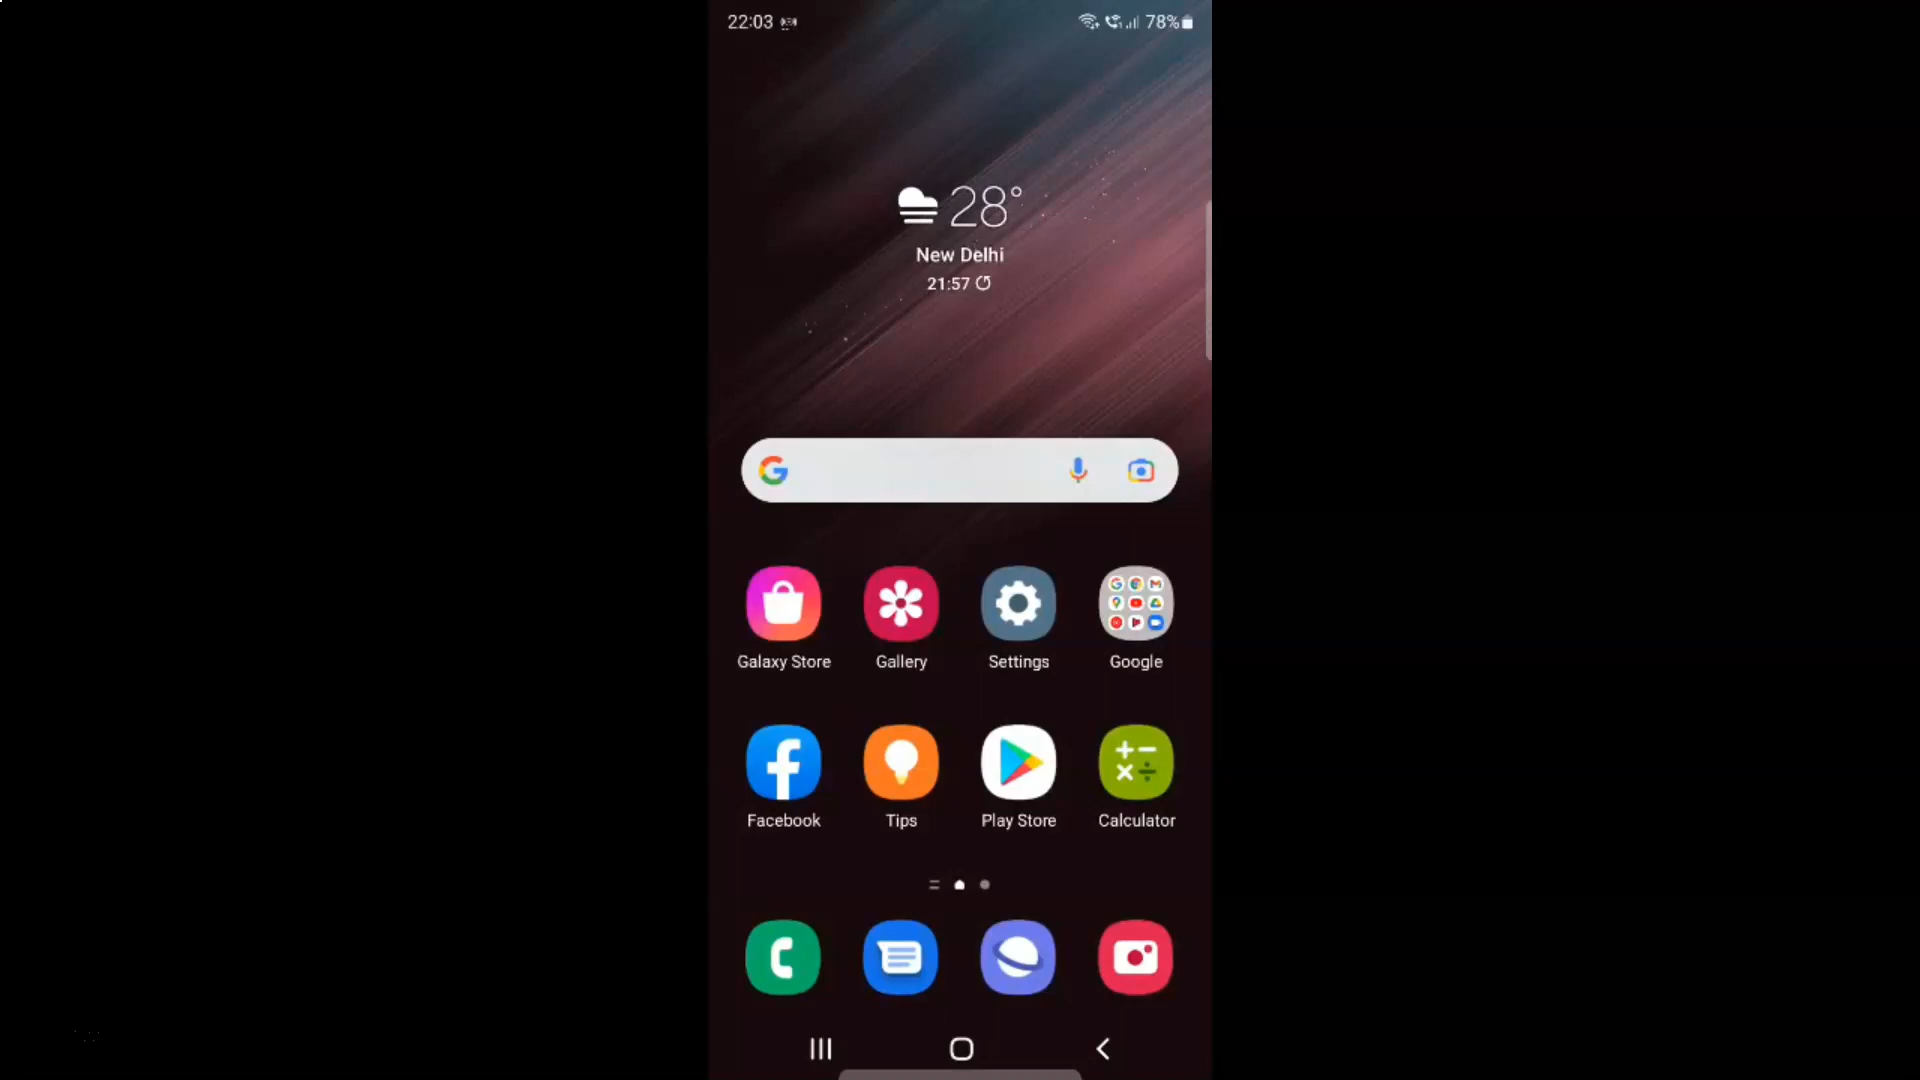 22:03 78%
28°
New Delhi
21:57
Galaxy Store Gallery Settings Google
Facebook Tips Play Store Calculator